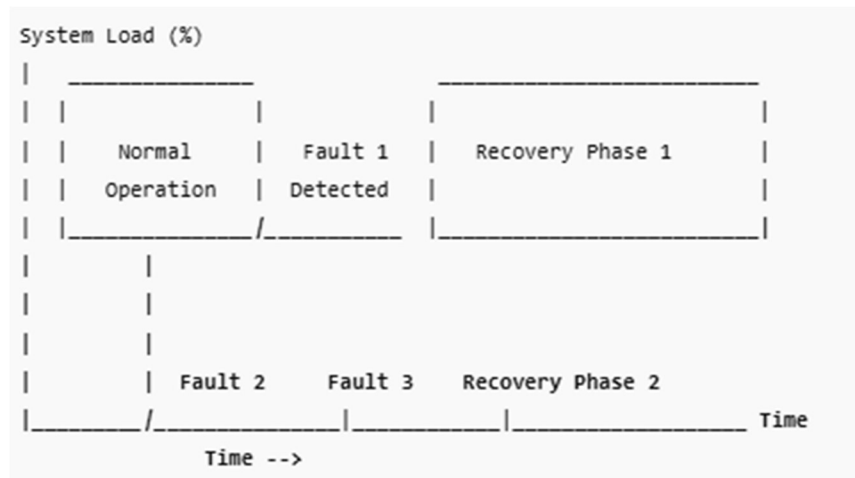 System Load (%)
Normal Fault 1 Recovery Phase 1
Operation Detected
Fault 2 Fault 3 Recovery Phase 2
Time
Time -->